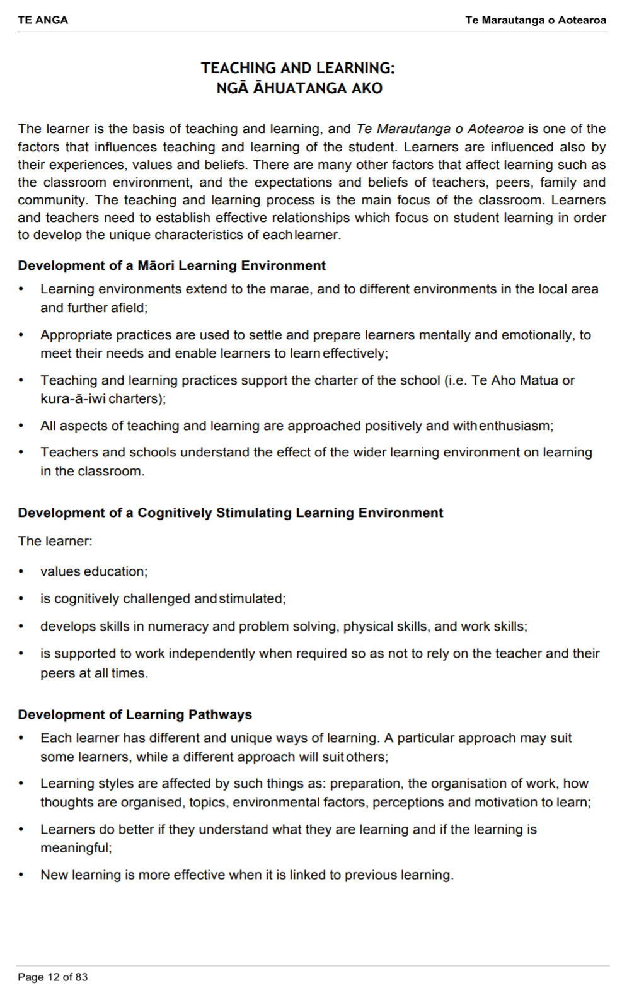 TE ANGA
Te Marautanga o Aotearoa
TEACHING AND LEARNING:
NGĀ ĀHUATANGA AKO
The learner is the basis of teaching and learning, and Te Marautanga o Aotearoa is one of the
factors that influences teaching and learning of the student. Learners are influenced also by
their experiences, values and beliefs. There are many other factors that affect learning such as
the classroom environment, and the expectations and beliefs of teachers, peers, family and
community. The teaching and learning process is the main focus of the classroom. Learners
and teachers need to establish effective relationships which focus on student learning in order
to develop the unique characteristics of each learner.
Development of a Māori Learning Environment
• Learning environments extend to the marae, and to different environments in the local area
and further afield;
• Appropriate practices are used to settle and prepare learners mentally and emotionally, to
meet their needs and enable learners to learn effectively;
• Teaching and learning practices support the charter of the school (i.e. Te Aho Matua or
kura-ā-iwi charters);
• All aspects of teaching and learning are approached positively and with enthusiasm;
• Teachers and schools understand the effect of the wider learning environment on learning
in the classroom.
Development of a Cognitively Stimulating Learning Environment
The learner:
• values education;
• is cognitively challenged and stimulated;
• develops skills in numeracy and problem solving, physical skills, and work skills;
• is supported to work independently when required so as not to rely on the teacher and their
peers at all times.
Development of Learning Pathways
• Each learner has different and unique ways of learning. A particular approach may suit
some learners, while a different approach will suit others;
• Learning styles are affected by such things as: preparation, the organisation of work, how
thoughts are organised, topics, environmental factors, perceptions and motivation to learn;
• Learners do better if they understand what they are learning and if the learning is
meaningful;
• New learning is more effective when it is linked to previous learning.
Page 12 of 83